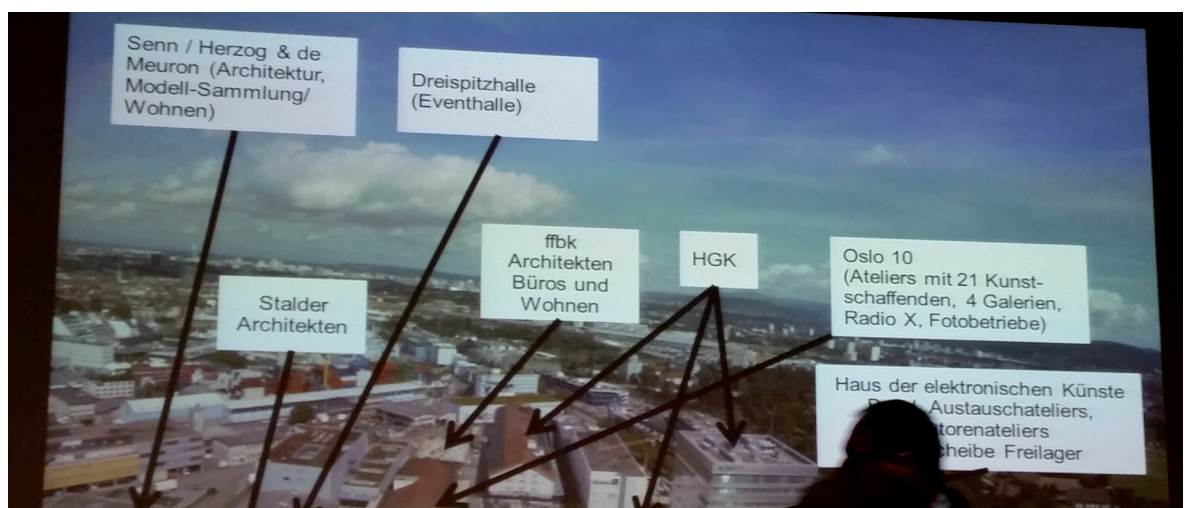 Senn / Herzog & de
Meuron (Architektur,
Modell-Sammlung/
Wohnen)
Dreispitzhalle
(Eventhalle)
ffbk
Architekten
Büros und
Wohnen
HGK
Oslo 10
(Ateliers mit 21 Kunst-
schaffenden, 4 Galerien,
Radio X, Fotobetriebe)
Stalder
Architekten
Haus der elektronischen Künste
Austauschateliers,
Freilager